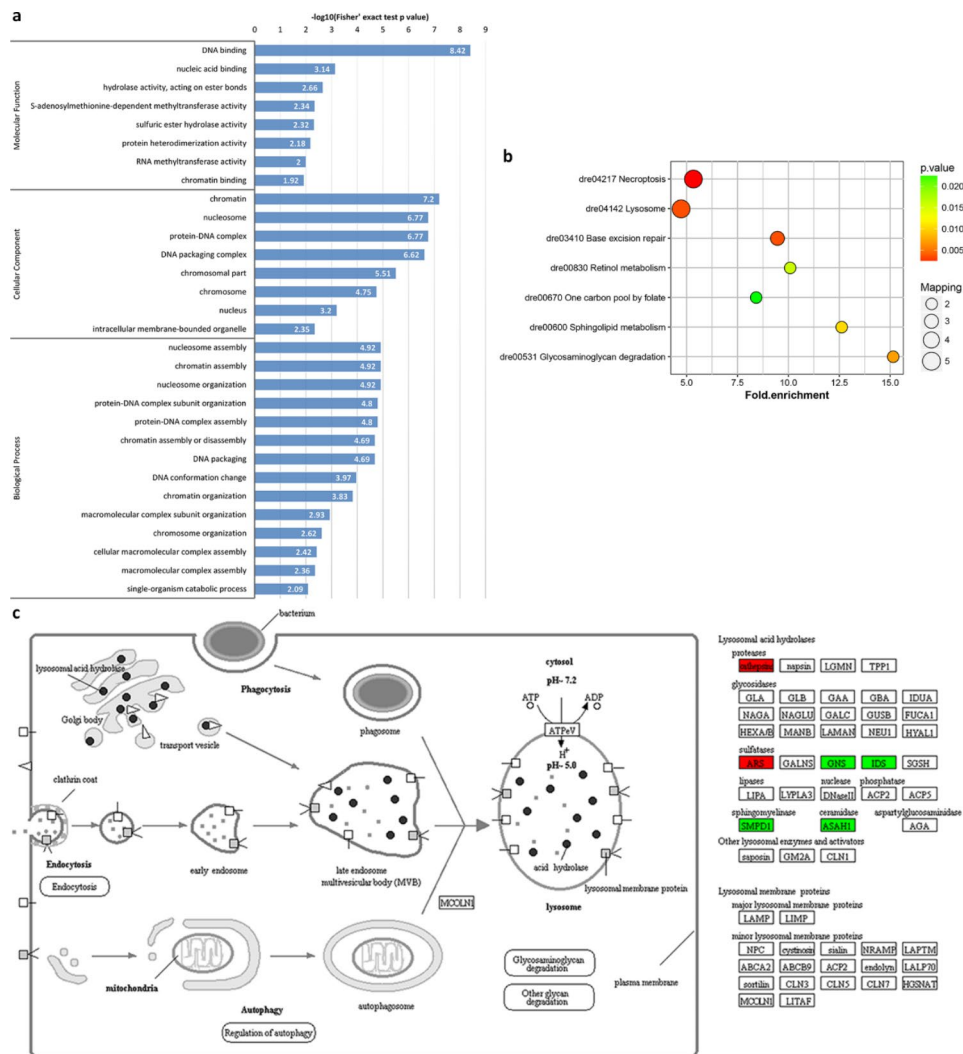 a
-log10(Fisher' exact test p value)
0 1 2 3 4 5 6 7 8 9
Molecular Function
DNA binding 8.42
nucleic acid binding 3.14
hydrolase activity, acting on ester bonds 2.66
S-adenosylmethionine-dependent methyltransferase activity 2.34
sulfuric ester hydrolase activity 2.32
protein heterodimerization activity 2.18
RNA methyltransferase activity 2
chromatin binding 1.92
Cellular Component
chromatin 7.2
nucleosome 6.77
protein-DNA complex 6.77
DNA packaging complex 6.62
chromosomal part 5.51
chromosome 4.75
nucleus 3.2
intracellular membrane-bounded organelle 2.35
Biological Process
nucleosome assembly 4.92
chromatin assembly 4.92
nucleosome organization 4.92
protein-DNA complex subunit organization 4.8
protein-DNA complex assembly 4.8
chromatin assembly or disassembly 4.69
DNA packaging 4.69
DNA conformation change 3.97
chromatin organization 3.83
macromolecular complex subunit organization 2.93
chromosome organization 2.62
cellular macromolecular complex assembly 2.42
macromolecular complex assembly 2.36
single-organism catabolic process 2.09
b
dre04217 Necroptosis
dre04142 Lysosome
dre03410 Base excision repair
dre00830 Retinol metabolism
dre00670 One carbon pool by folate
dre00600 Sphingolipid metabolism
dre00531 Glycosaminoglycan degradation
5.0 7.5 10.0 12.5 15.0
Fold.enrichment
p.value
0.020
0.015
0.010
0.005
Mapping
2
3
4
5
c
bacterium
lysosomal acid hydrolase
Phagocytosis
Golgi body
transport vesicle
phagosome
clathrin coat
Endocytosis
Endocytosis
early endosome
late endosome
multivesicular body (MVB)
MCOLN1
mitochondria
autophagosome
Autophagy
Regulation of autophagy
cytosol
pH~ 7.2
ATP ADP
ATPeV
H+
pH~ 5.0
acid hydrolase
lysosomal membrane protein
lysosome
Glycosaminoglycan
degradation
Other glycan
degradation
plasma membrane
Lysosomal acid hydrolases
proteases
cathepsin napsin LGMN TPP1
glycosidases
GLA GLB GAA GBA IDUA
NAGA NAGLU GALC GUSB FUCA1
HEXA/B MANB LAMAN NEU1 HYAL1
sulfatases
ARS GALNS GNS IDS SGSH
lipases nuclease phosphatase
LIPA LYPLA3 DNaseII ACP2 ACP5
sphingomyelinase ceramidase aspartylglucosaminidase
SMPD1 ASAH1 AGA
Other lysosomal enzymes and activators
saposin GM2A CLN1
Lysosomal membrane proteins
major lysosomal membrane proteins
LAMP LIMP
minor lysosomal membrane proteins
NPC cystinosin sialin NRAMP LAPTM
ABCA2 ABCB9 ACP2 endolyn LALP70
sortilin CLN3 CLN5 CLN7 HGSNAT
MCOLN1 LITAF